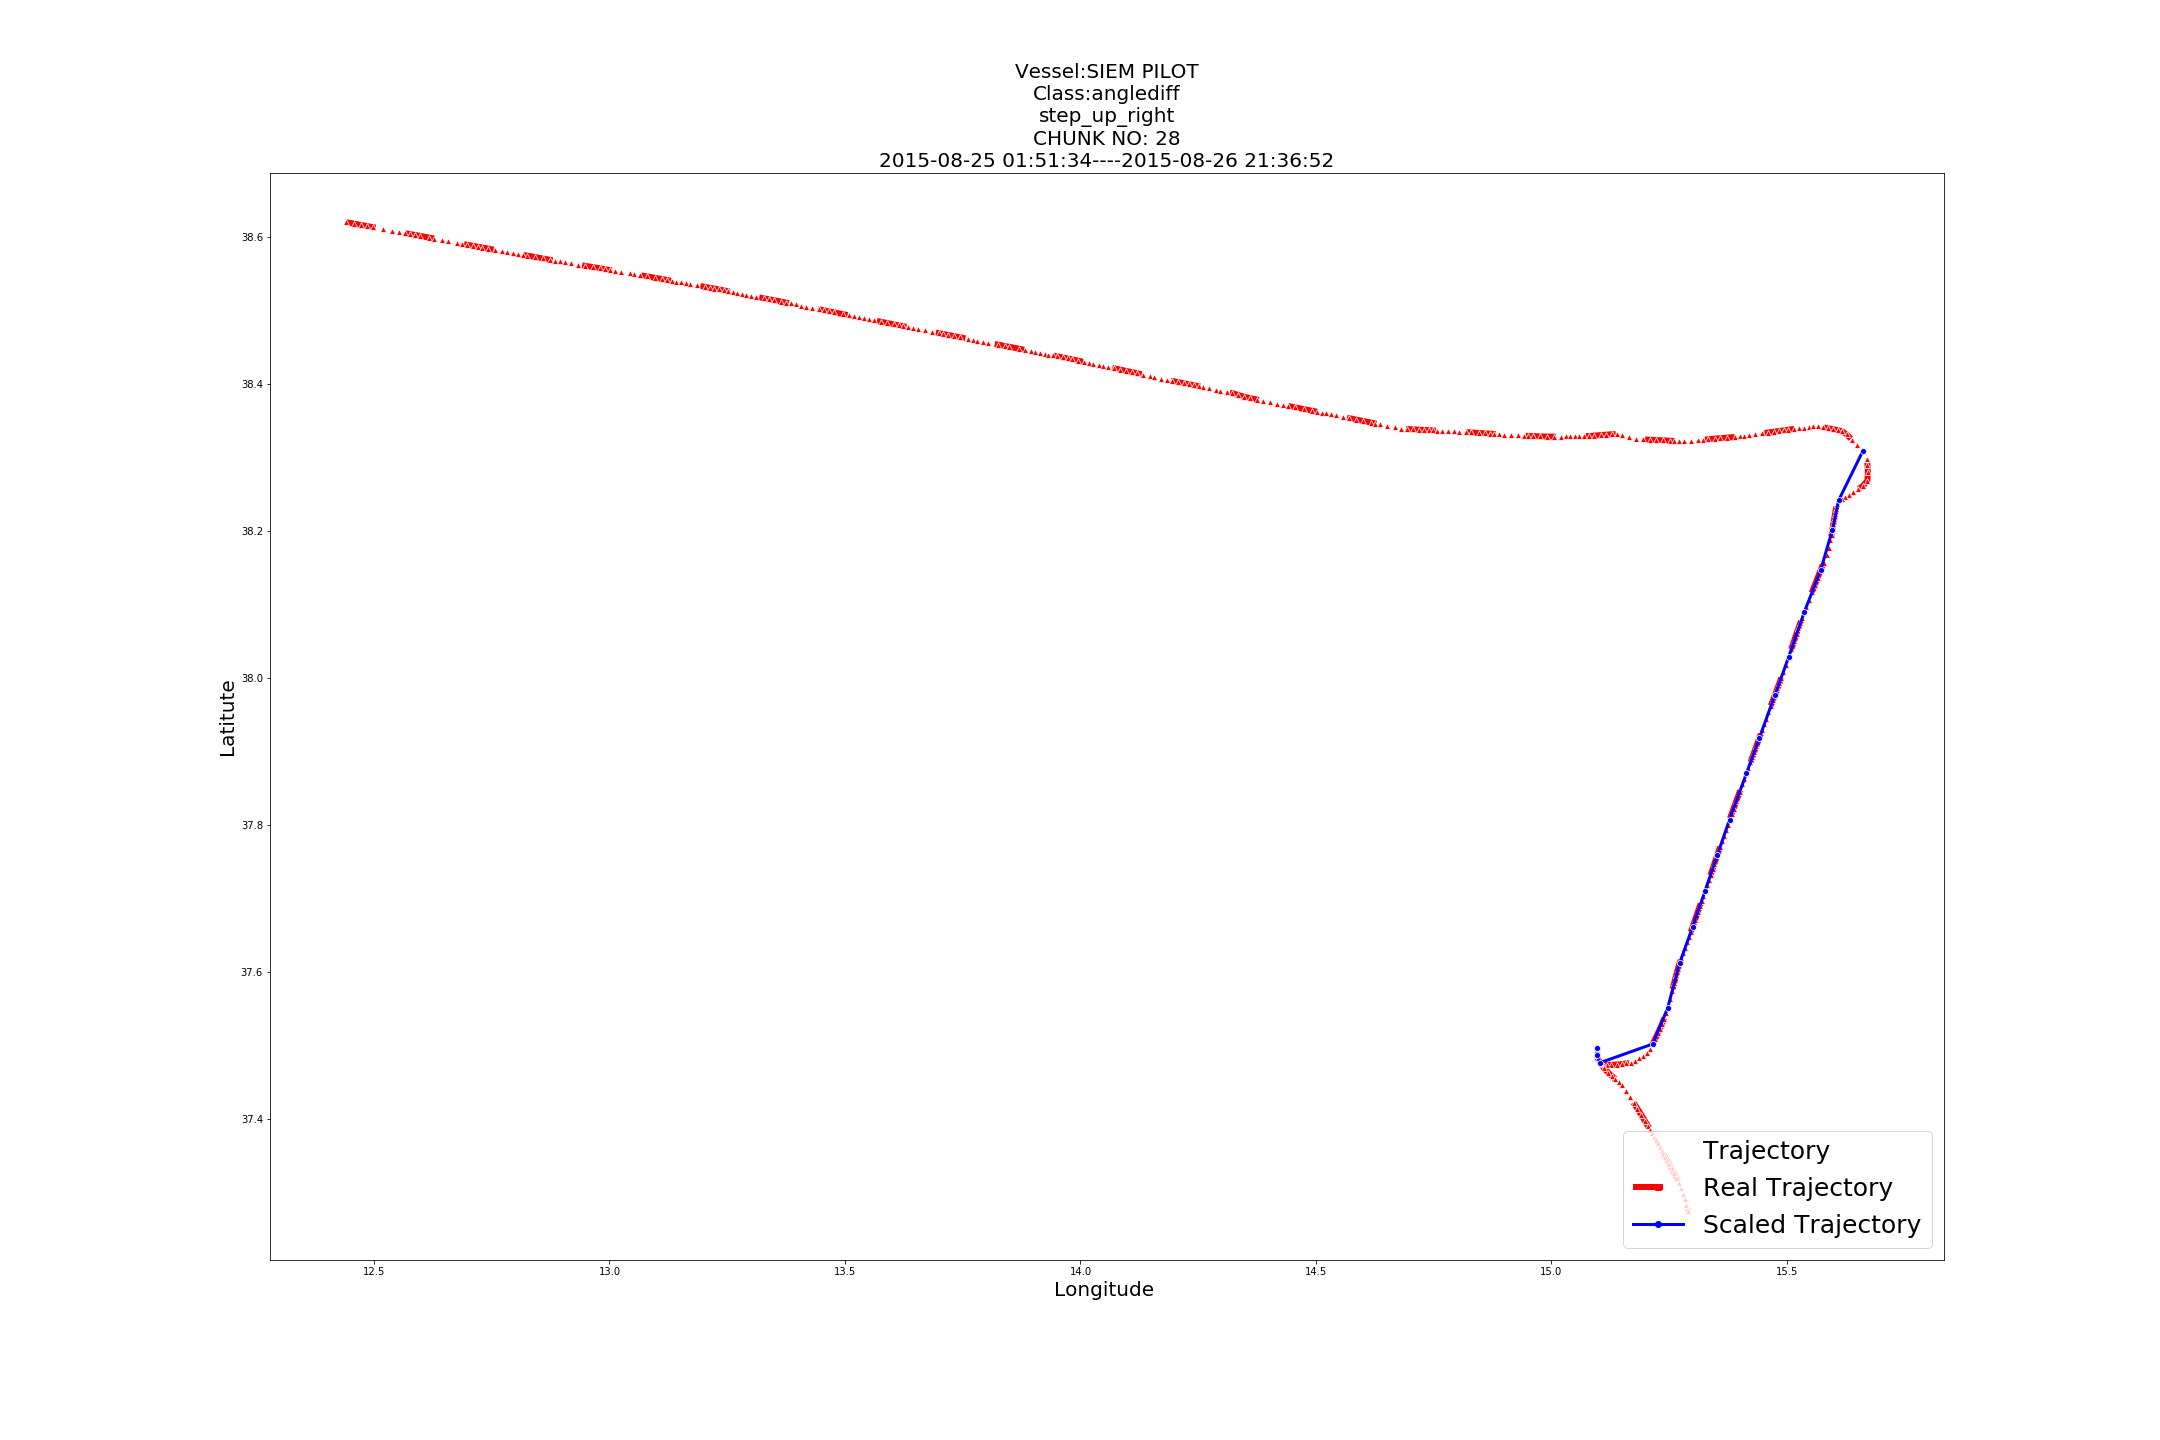 Vessel:SIEM PILOT
Class:anglediff
step_up_right
CHUNK NO: 28
2015-08-25 01:51:34----2015-08-26 21:36:52
38.6
38.4
38.2
38.0
37.8
37.6
37.4
Latitute
12.5
13.0
13.5
14.0
14.5
15.0
15.5
Longitude
Trajectory
Real Trajectory
Scaled Trajectory